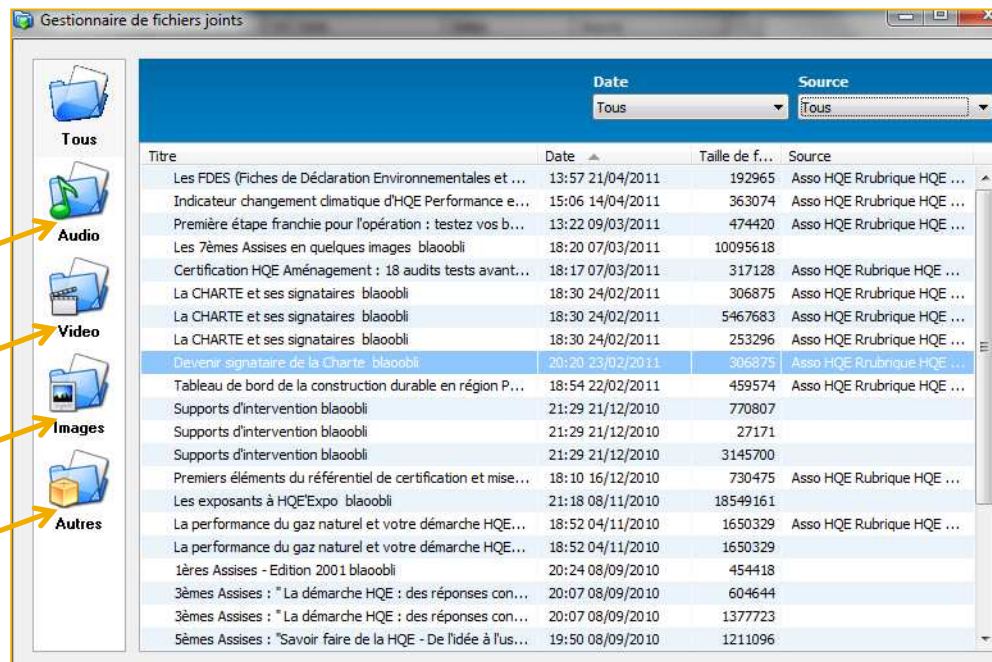 Gestionnaire de fichiers joints
Date Source
Tous Tous
Tous
Audio
Video
Images
Autres
Titre Date Taille de f... Source
Les FDES (Fiches de Déclaration Environnementales et ... 13:57 21/04/2011 192965 Asso HQE Rrubrique HQE ...
Indicateur changement climatique d'HQE Performance e... 15:06 14/04/2011 363074 Asso HQE Rrubrique HQE ...
Première étape franchie pour l'opération : testez vos b... 13:22 09/03/2011 474420 Asso HQE Rrubrique HQE ...
Les 7èmes Assises en quelques images blaoobli 18:20 07/03/2011 10095618
Certification HQE Aménagement : 18 audits tests avant... 18:17 07/03/2011 317128 Asso HQE Rubrique HQE ...
La CHARTE et ses signataires blaoobli 18:30 24/02/2011 306875 Asso HQE Rrubrique HQE ...
La CHARTE et ses signataires blaoobli 18:30 24/02/2011 5467683 Asso HQE Rrubrique HQE ...
La CHARTE et ses signataires blaoobli 18:30 24/02/2011 253296 Asso HQE Rrubrique HQE ...
Devenir signataire de la Charte blaoobli 20:20 23/02/2011 306875 Asso HQE Rrubrique HQE ...
Tableau de bord de la construction durable en région P... 18:54 22/02/2011 459574 Asso HQE Rrubrique HQE ...
Supports d'intervention blaoobli 21:29 21/12/2010 770807
Supports d'intervention blaoobli 21:29 21/12/2010 27171
Supports d'intervention blaoobli 21:29 21/12/2010 3145700
Premiers éléments du référentiel de certification et mise... 18:10 16/12/2010 730475 Asso HQE Rubrique HQE ...
Les exposants à HQE'Expo blaoobli 21:18 08/11/2010 18549161
La performance du gaz naturel et votre démarche HQE... 18:52 04/11/2010 1650329 Asso HQE Rubrique HQE ...
La performance du gaz naturel et votre démarche HQE... 18:52 04/11/2010 1650329
1ères Assises - Edition 2001 blaoobli 20:24 08/09/2010 454418
3èmes Assises : " La démarche HQE : des réponses con... 20:07 08/09/2010 604644
3èmes Assises : " La démarche HQE : des réponses con... 20:07 08/09/2010 1377723
5èmes Assises : "Savoir faire de la HQE - De l'idée à l'us... 19:50 08/09/2010 1211096